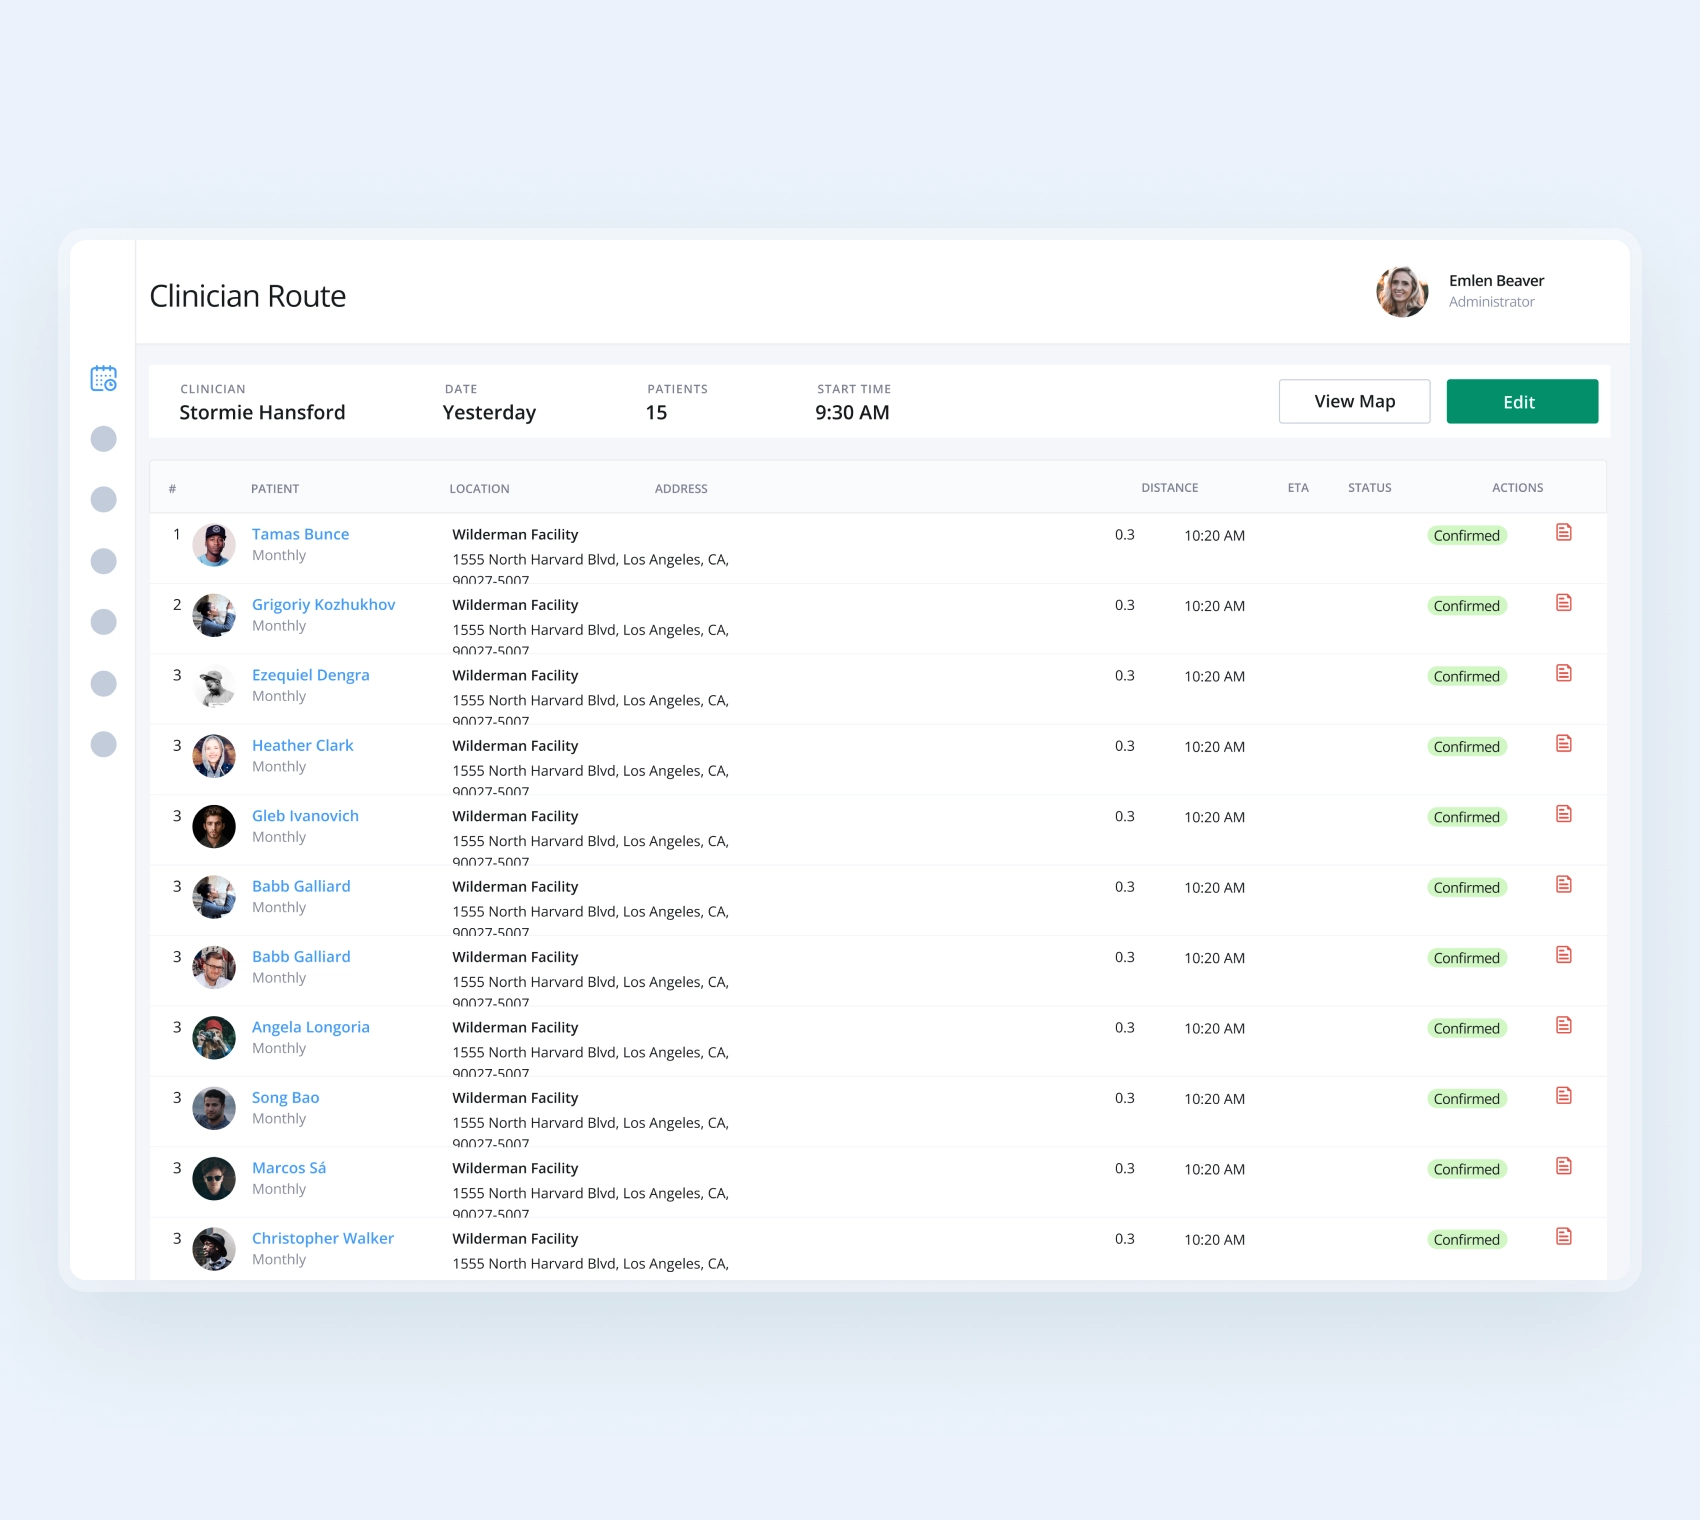 Clinician Route
Emlen Beaver
Administrator
CLINICIAN DATE PATIENTS START TIME
Stormie Hansford Yesterday 15 9:30 AM
View Map Edit
# PATIENT LOCATION ADDRESS DISTANCE ETA STATUS ACTIONS
1 Tamas Bunce Wilderman Facility 0.3 10:20 AM Confirmed
Monthly 1555 North Harvard Blvd, Los Angeles, CA,
90027-5007
2 Grigoriy Kozhukhov Wilderman Facility 0.3 10:20 AM Confirmed
Monthly 1555 North Harvard Blvd, Los Angeles, CA,
90027-5007
3 Ezequiel Dengra Wilderman Facility 0.3 10:20 AM Confirmed
Monthly 1555 North Harvard Blvd, Los Angeles, CA,
90027-5007
3 Heather Clark Wilderman Facility 0.3 10:20 AM Confirmed
Monthly 1555 North Harvard Blvd, Los Angeles, CA,
90027-5007
3 Gleb Ivanovich Wilderman Facility 0.3 10:20 AM Confirmed
Monthly 1555 North Harvard Blvd, Los Angeles, CA,
90027-5007
3 Babb Galliard Wilderman Facility 0.3 10:20 AM Confirmed
Monthly 1555 North Harvard Blvd, Los Angeles, CA,
90027-5007
3 Babb Galliard Wilderman Facility 0.3 10:20 AM Confirmed
Monthly 1555 North Harvard Blvd, Los Angeles, CA,
90027-5007
3 Angela Longoria Wilderman Facility 0.3 10:20 AM Confirmed
Monthly 1555 North Harvard Blvd, Los Angeles, CA,
90027-5007
3 Song Bao Wilderman Facility 0.3 10:20 AM Confirmed
Monthly 1555 North Harvard Blvd, Los Angeles, CA,
90027-5007
3 Marcos Sá Wilderman Facility 0.3 10:20 AM Confirmed
Monthly 1555 North Harvard Blvd, Los Angeles, CA,
90027-5007
3 Christopher Walker Wilderman Facility 0.3 10:20 AM Confirmed
Monthly 1555 North Harvard Blvd, Los Angeles, CA,